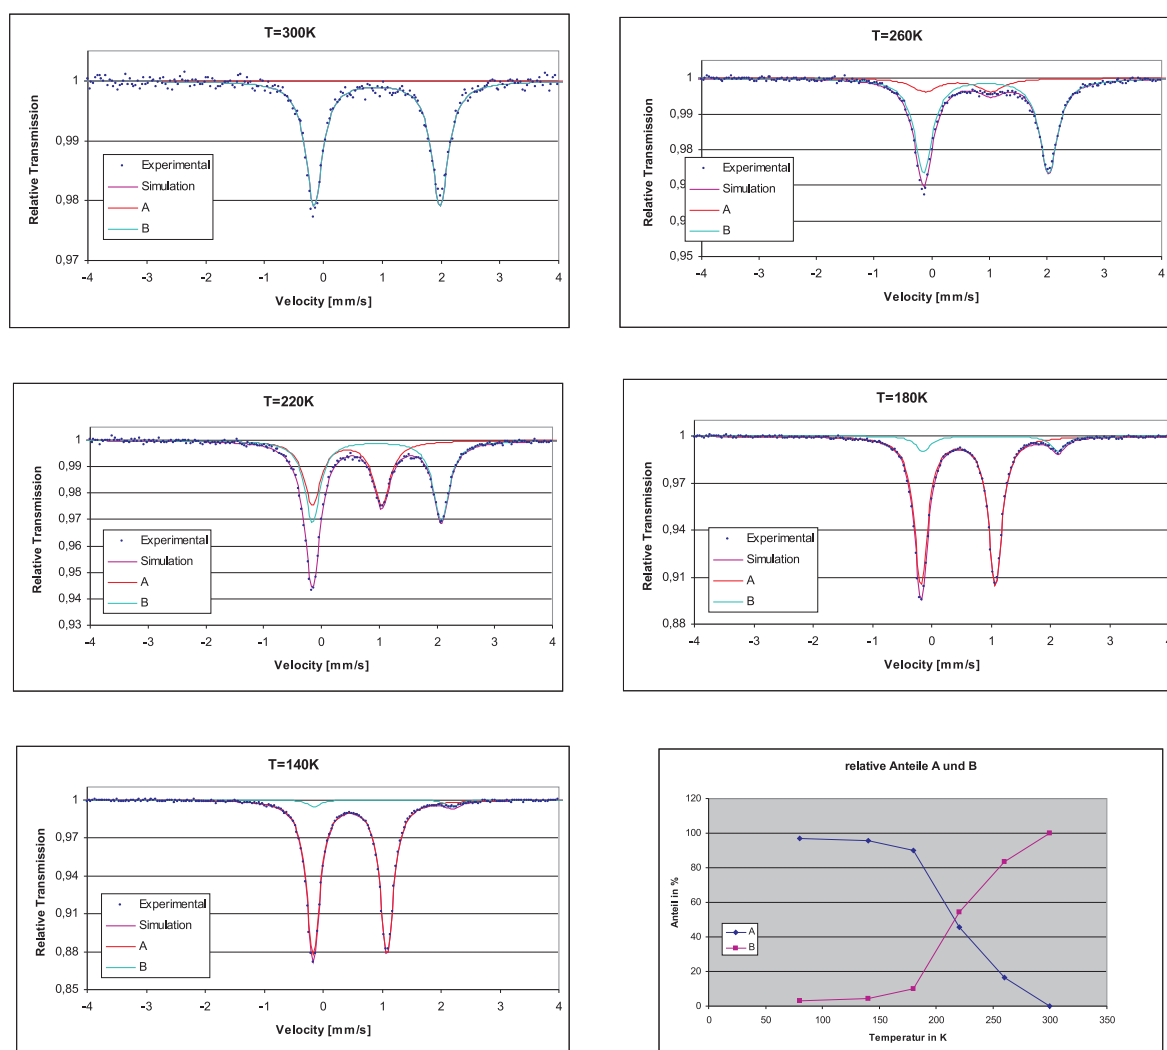 T=300K
Relative Transmission
1
0,99
0,98
0,97
Experimental
Simulation
A
B
-4 -3 -2 -1 0 1 2 3 4
Velocity [mm/s]
T=260K
Relative Transmission
1
0,99
0,98
0,9
0,9
0,95
Experimental
Simulation
A
B
-4 -3 -2 -1 0 1 2 3 4
Velocity [mm/s]
T=220K
Relative Transmission
1
0,99
0,98
0,97
0,96
0,95
0,94
0,93
Experimental
Simulation
A
B
-4 -3 -2 -1 0 1 2 3 4
Velocity [mm/s]
T=180K
Relative Transmission
1
0,97
0,94
0,91
0,88
Experimental
Simulation
A
B
-4 -3 -2 -1 0 1 2 3 4
Velocity [mm/s]
T=140K
Relative Transmission
1
0,97
0,94
0,91
0,88
0,85
Experimental
Simulation
A
B
-4 -3 -2 -1 0 1 2 3 4
Velocity [mm/s]
relative Anteile A und B
Anteil in %
120
100
80
60
40
20
0
A
B
0 50 100 150 200 250 300 350
Temperatur in K